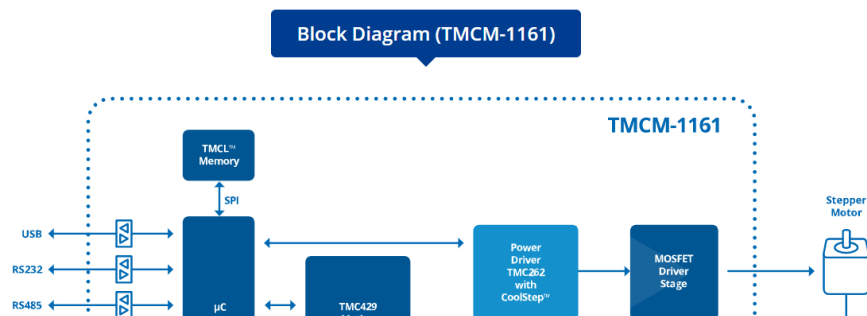 Block Diagram (TMCM-1161)
TMCM-1161
TMCL™
Memory
SPI
Stepper
Motor
USB
RS232
RS485
µC
TMC429
Power
Driver
TMC262
with
CoolStep™
MOSFET
Driver
Stage